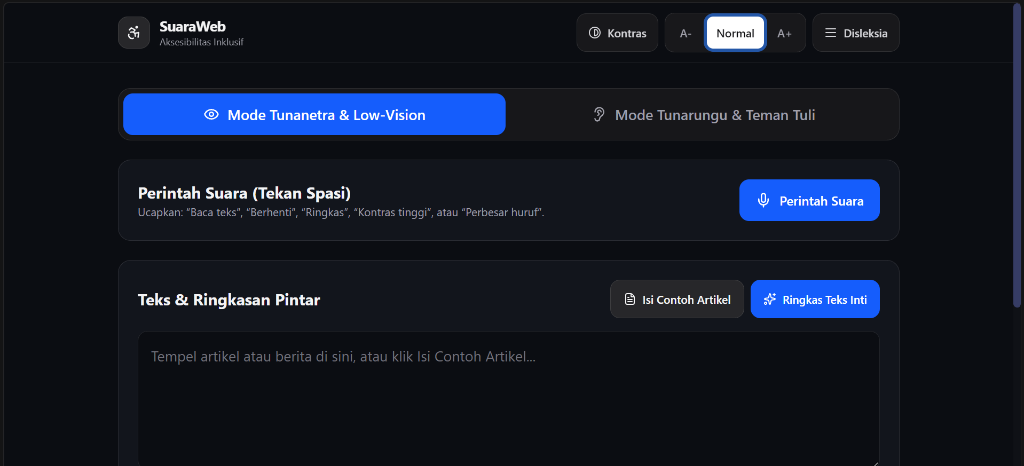 SuaraWeb
Aksesibilitas Inklusif
Kontras
A-
Normal
A+
Disleksia
Mode Tunanetra & Low-Vision
Mode Tunarungu & Teman Tuli
Perintah Suara (Tekan Spasi)
Ucapkan: "Baca teks", "Berhenti", "Ringkas", "Kontras tinggi", atau "Perbesar huruf".
Perintah Suara
Teks & Ringkasan Pintar
Isi Contoh Artikel
Ringkas Teks Inti
Tempel artikel atau berita di sini, atau klik Isi Contoh Artikel...